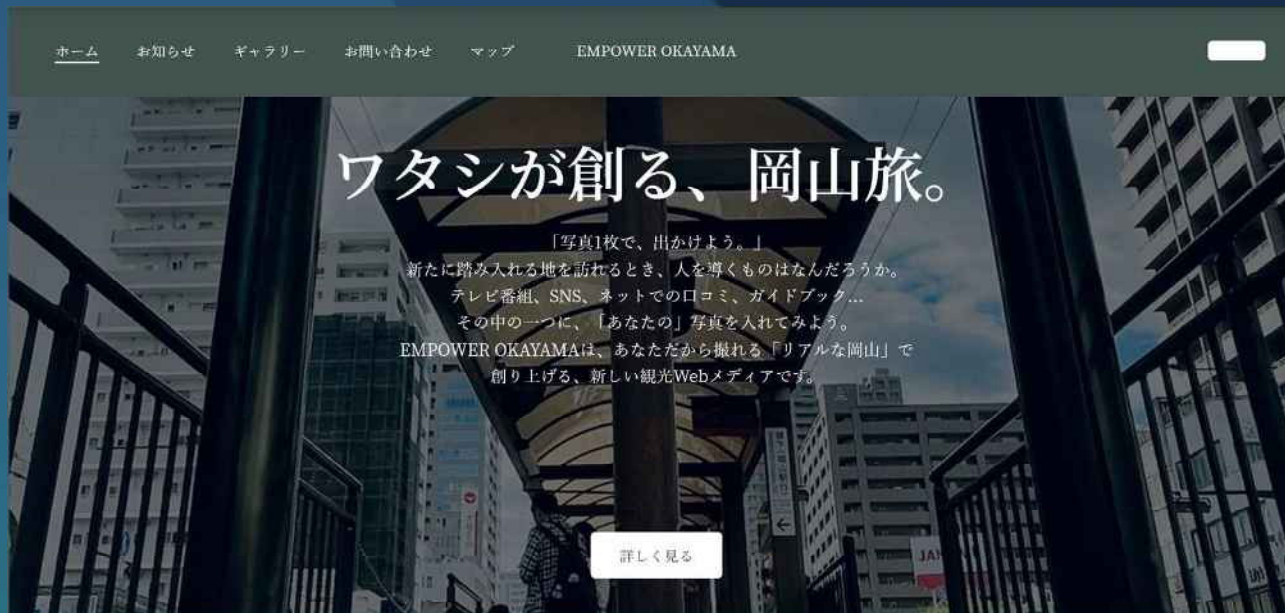 ホーム お知らせ ギャラリー お問い合わせ マップ EMPOWER OKAYAMA
ワタシが創る、岡山旅。
「写真1枚で、出かけよう。」
新たに踏み入れる地を訪れるとき、人を導くものはなんだろうか。
テレビ番組、SNS、ネットでの口コミ、ガイドブック...
その中の一つに、「あなたの」写真を入れてみよう。
EMPOWER OKAYAMAは、あなただから撮れる「リアルな岡山」で
創り上げる、新しい観光Webメディアです。
詳しく見る